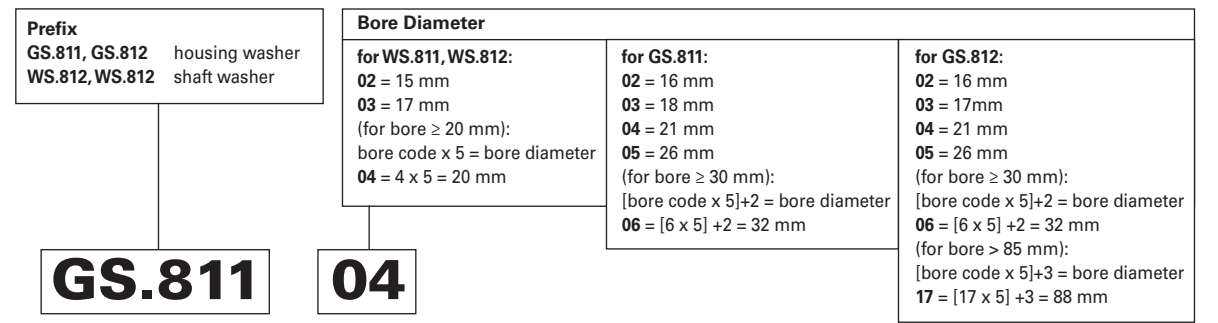 Prefix
GS.811, GS.812 housing washer
WS.812, WS.812 shaft washer
Bore Diameter
for WS.811, WS.812:
02 = 15 mm
03 = 17 mm
(for bore ≥ 20 mm):
bore code x 5 = bore diameter
04 = 4 x 5 = 20 mm
for GS.811:
02 = 16 mm
03 = 18 mm
04 = 21 mm
05 = 26 mm
(for bore ≥ 30 mm):
[bore code x 5]+2 = bore diameter
06 = [6 x 5] +2 = 32 mm
for GS.812:
02 = 16 mm
03 = 17mm
04 = 21 mm
05 = 26 mm
(for bore ≥ 30 mm):
[bore code x 5]+2 = bore diameter
06 = [6 x 5] +2 = 32 mm
(for bore > 85 mm):
[bore code x 5]+3 = bore diameter
17 = [17 x 5] +3 = 88 mm
GS.811 04